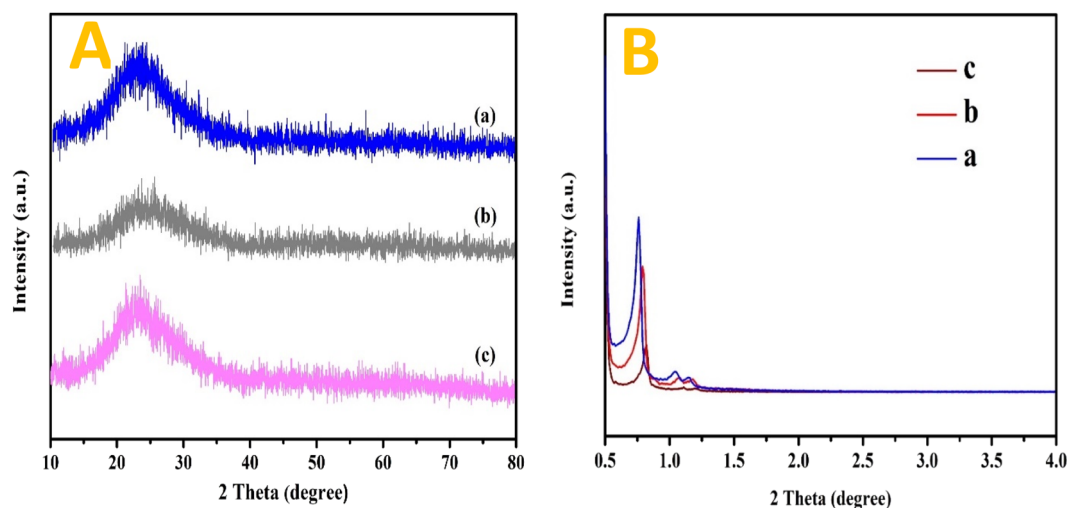 A
(a)
(b)
(c)
Intensity (a.u.)
10 20 30 40 50 60 70 80
2 Theta (degree)
B
c
b
a
Intensity (a.u.)
0.5 1.0 1.5 2.0 2.5 3.0 3.5 4.0
2 Theta (degree)